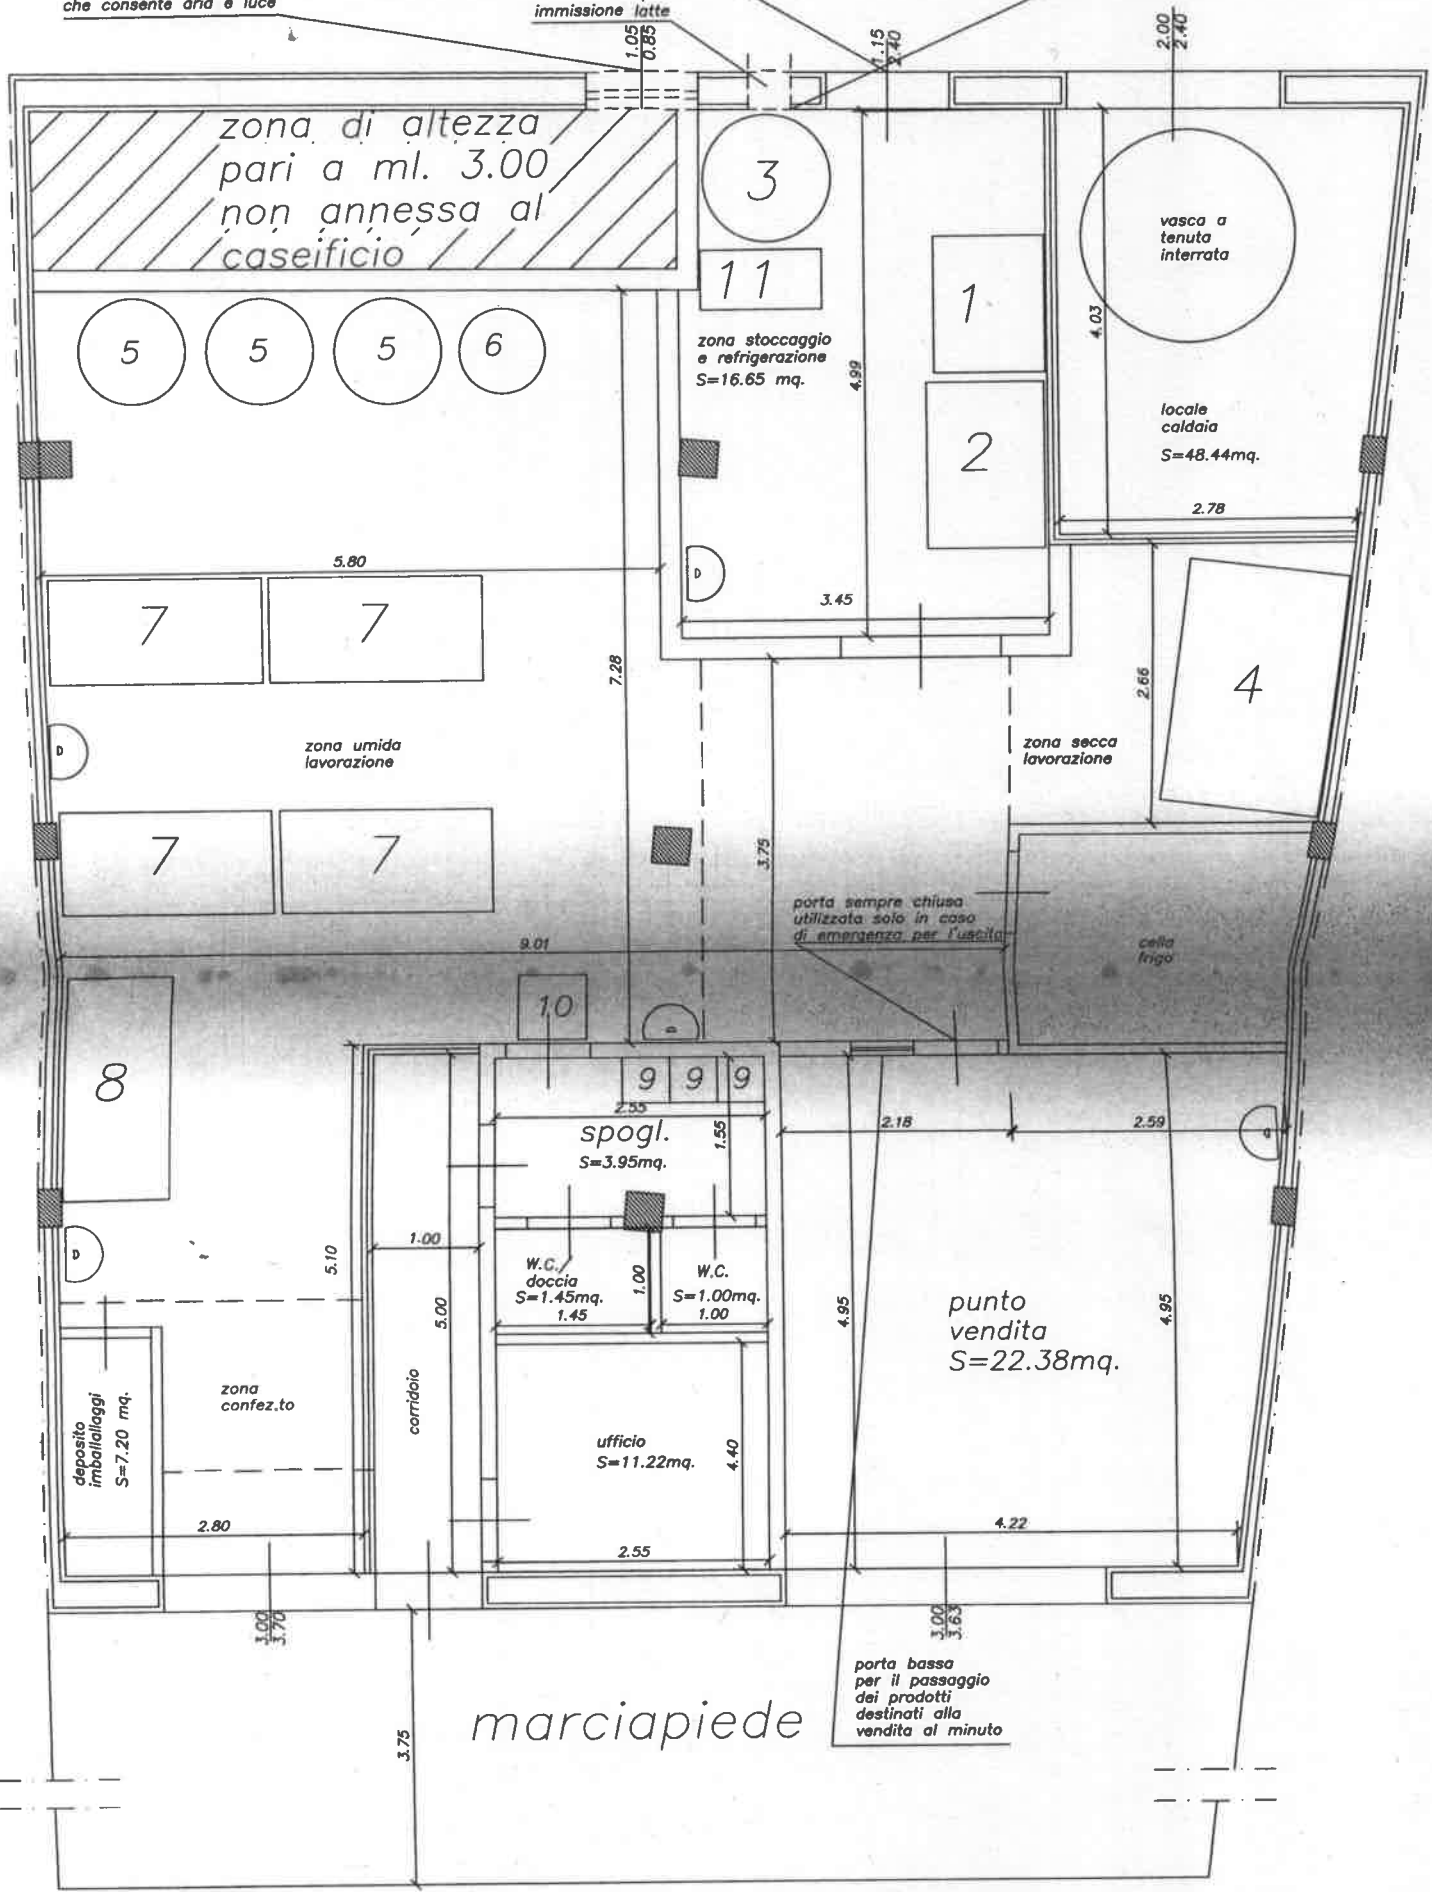 che consente aria e luce
immissione latte
1.05
0.85
1.15
2.40
2.00
2.40
zona di altezza
pari a ml. 3.00
non annessa al
caseificio
3
11
zona stoccaggio
e refrigerazione
S=16.65 mq.
4.99
1
2
vasca a
tenuta
interrata
4.03
locale
caldaia
S=48.44mq.
2.78
5
5
5
6
5.80
D
3.45
7
7
7.28
2.66
4
D
zona umida
lavorazione
zona secca
lavorazione
7
7
3.75
porta sempre chiusa
utilizzata solo in caso
di emergenza per l'uscita
9.01
cella
frigo
10
D
8
9
9
9
2.55
spogl.
S=3.95mq.
1.55
2.18
2.59
D
D
5.10
1.00
5.00
W.C./
doccia
S=1.45mq.
1.45
1.00
W.C.
S=1.00mq.
1.00
4.95
punto
vendita
S=22.38mq.
4.95
deposito
imballallaggi
S=7.20 mq.
zona
confez.to
corridoio
ufficio
S=11.22mq.
4.40
2.80
2.55
4.22
3.00
3.70
3.00
3.63
porta bassa
per il passaggio
dei prodotti
destinati alla
vendita al minuto
marciapiede
3.75